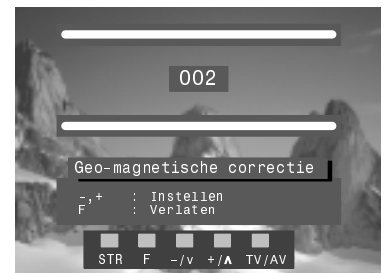 002
Geo-magnetische correctie
-,+ : Instellen
F : Verlaten
STR F -/v +/∧ TV/AV